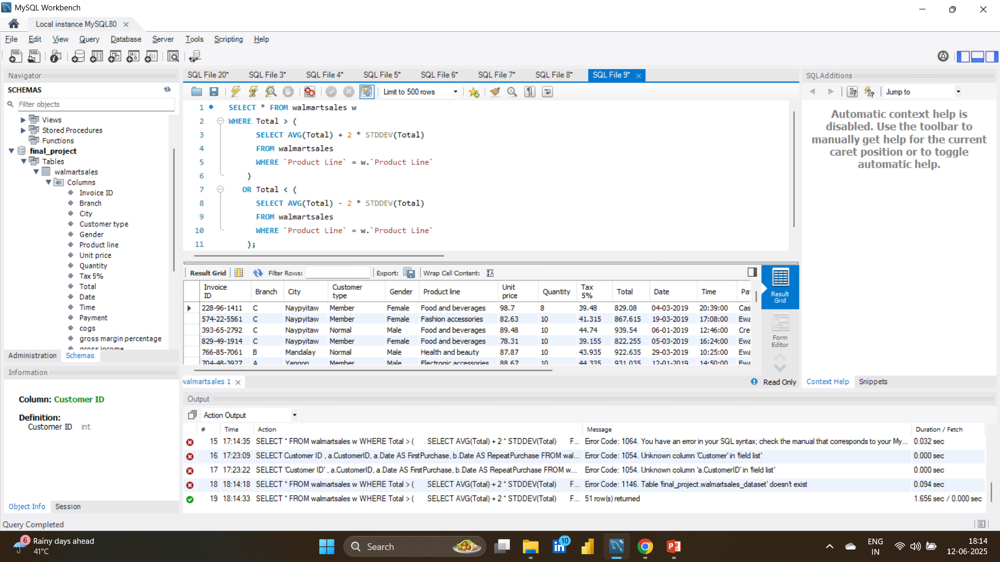 MySQL Workbench
Local instance MySQL80
File Edit View Query Database Server Tools Scripting Help
Navigator
SCHEMAS
Filter objects
Views
Stored Procedures
Functions
final_project
Tables
walmartsales
Columns
Invoice ID
Branch
City
Customer type
Gender
Product line
Unit price
Quantity
Tax 5%
Total
Date
Time
Payment
cogs
gross margin percentage
gross income
Administration Schemas
Information
Column: Customer ID
Definition:
Customer ID int
Object Info Session
SQL File 20* SQL File 3* SQL File 4* SQL File 5* SQL File 6* SQL File 7* SQL File 8* SQL File 9*
Limit to 500 rows
1 SELECT * FROM walmartsales w
2 WHERE Total > (
3 SELECT AVG(Total) + 2 * STDDEV(Total)
4 FROM walmartsales
5 WHERE `Product Line` = w.`Product Line`
6 )
7 OR Total < (
8 SELECT AVG(Total) - 2 * STDDEV(Total)
9 FROM walmartsales
10 WHERE `Product Line` = w.`Product Line`
11 );
Result Grid Filter Rows: Export: Wrap Cell Content:
Invoice ID Branch City Customer type Gender Product line Unit price Quantity Tax 5% Total Date Time Pa
228-96-1411 C Naypyitaw Member Female Food and beverages 98.7 8 39.48 829.08 04-03-2019 20:39:00 Cas
574-22-5561 C Naypyitaw Member Female Fashion accessories 82.63 10 41.315 867.615 19-03-2019 17:08:00 Ewa
393-65-2792 C Naypyitaw Normal Male Food and beverages 89.48 10 44.74 939.54 06-01-2019 12:46:00 Cre
829-49-1914 C Naypyitaw Member Female Food and beverages 78.31 10 39.155 822.255 05-03-2019 16:24:00 Ewa
766-85-7061 B Mandalay Normal Male Health and beauty 87.87 10 43.935 922.635 29-03-2019 10:25:00 Ewa
704-48-3927 A Yangon Member Male Electronic accessories 88.67 10 44.335 931.035 12-01-2019 14:50:00 Ewa
Result Grid
Form Editor
walmartsales 1
Read Only
SQLAdditions
Jump to
Automatic context help is
disabled. Use the toolbar to
manually get help for the current
caret position or to toggle
automatic help.
Context Help Snippets
Output
Action Output
# Time Action Message Duration / Fetch
15 17:14:35 SELECT * FROM walmartsales w WHERE Total > ( SELECT AVG(Total) + 2 * STDDEV(Total) F... Error Code: 1064. You have an error in your SQL syntax; check the manual that corresponds to your My... 0.032 sec
16 17:23:09 SELECT Customer ID , a.CustomerID, a.Date AS FirstPurchase, b.Date AS RepeatPurchase FROM wal... Error Code: 1054. Unknown column 'Customer' in 'field list' 0.000 sec
17 17:23:22 SELECT 'Customer ID' , a.CustomerID, a.Date AS FirstPurchase, b.Date AS RepeatPurchase FROM w... Error Code: 1054. Unknown column 'a.CustomerID' in 'field list' 0.000 sec
18 18:14:18 SELECT * FROM walmartsales w WHERE Total > ( SELECT AVG(Total) + 2 * STDDEV(Total) F... Error Code: 1146. Table 'final_project.walmartsales_dataset' doesn't exist 0.094 sec
19 18:14:33 SELECT * FROM walmartsales w WHERE Total > ( SELECT AVG(Total) + 2 * STDDEV(Total) F... 51 row(s) returned 1.656 sec / 0.000 sec
Query Completed
6
Rainy days ahead
41°C
Search
10
ENG
IN
18:14
12-06-2025